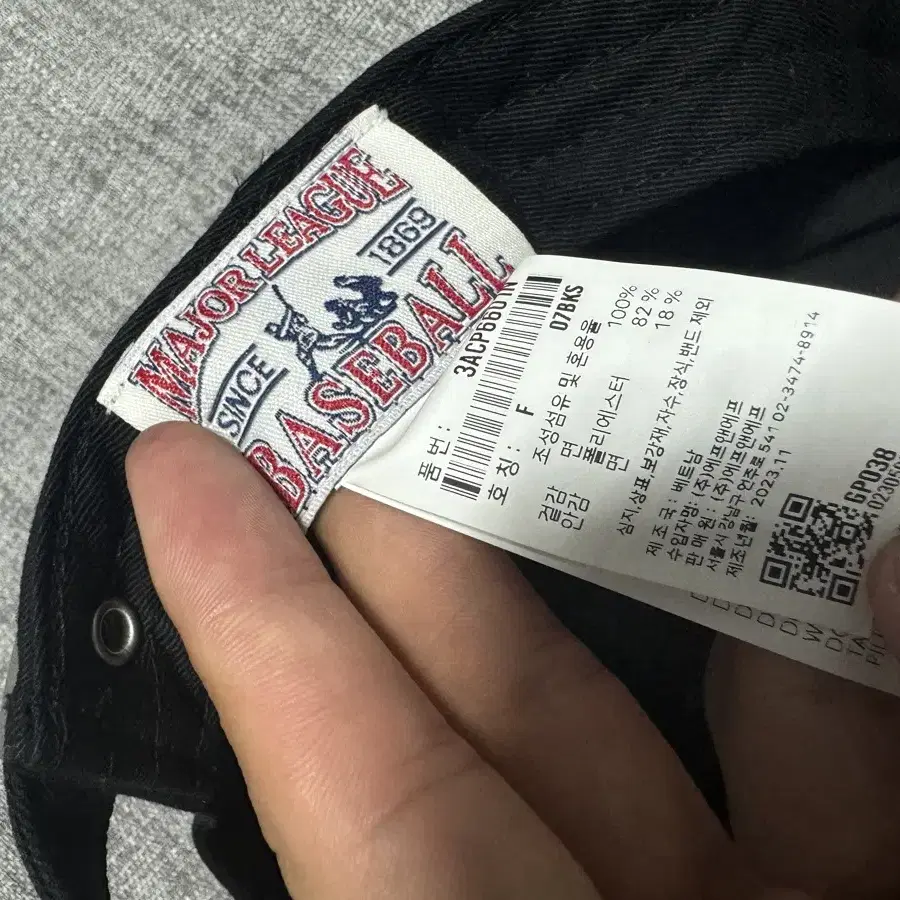 MAJOR LEAGUE
SINCE 1869
BASEBALL
품 번 : 3ACP6601N
07BKS
호 칭 : F
조성섬유 및 혼용율
겉감 면 100%
안감 폴리에스터 82%
면 18%
심지,상표,보강재,자수,장식,밴드 제외
제 조 국 : 베트남
수입자명 : (주)에프앤에프
판 매 원 : (주)에프앤에프
서울시 강남구 언주로 541 02-3474-8914
제조년월 : 2023.11
GP038